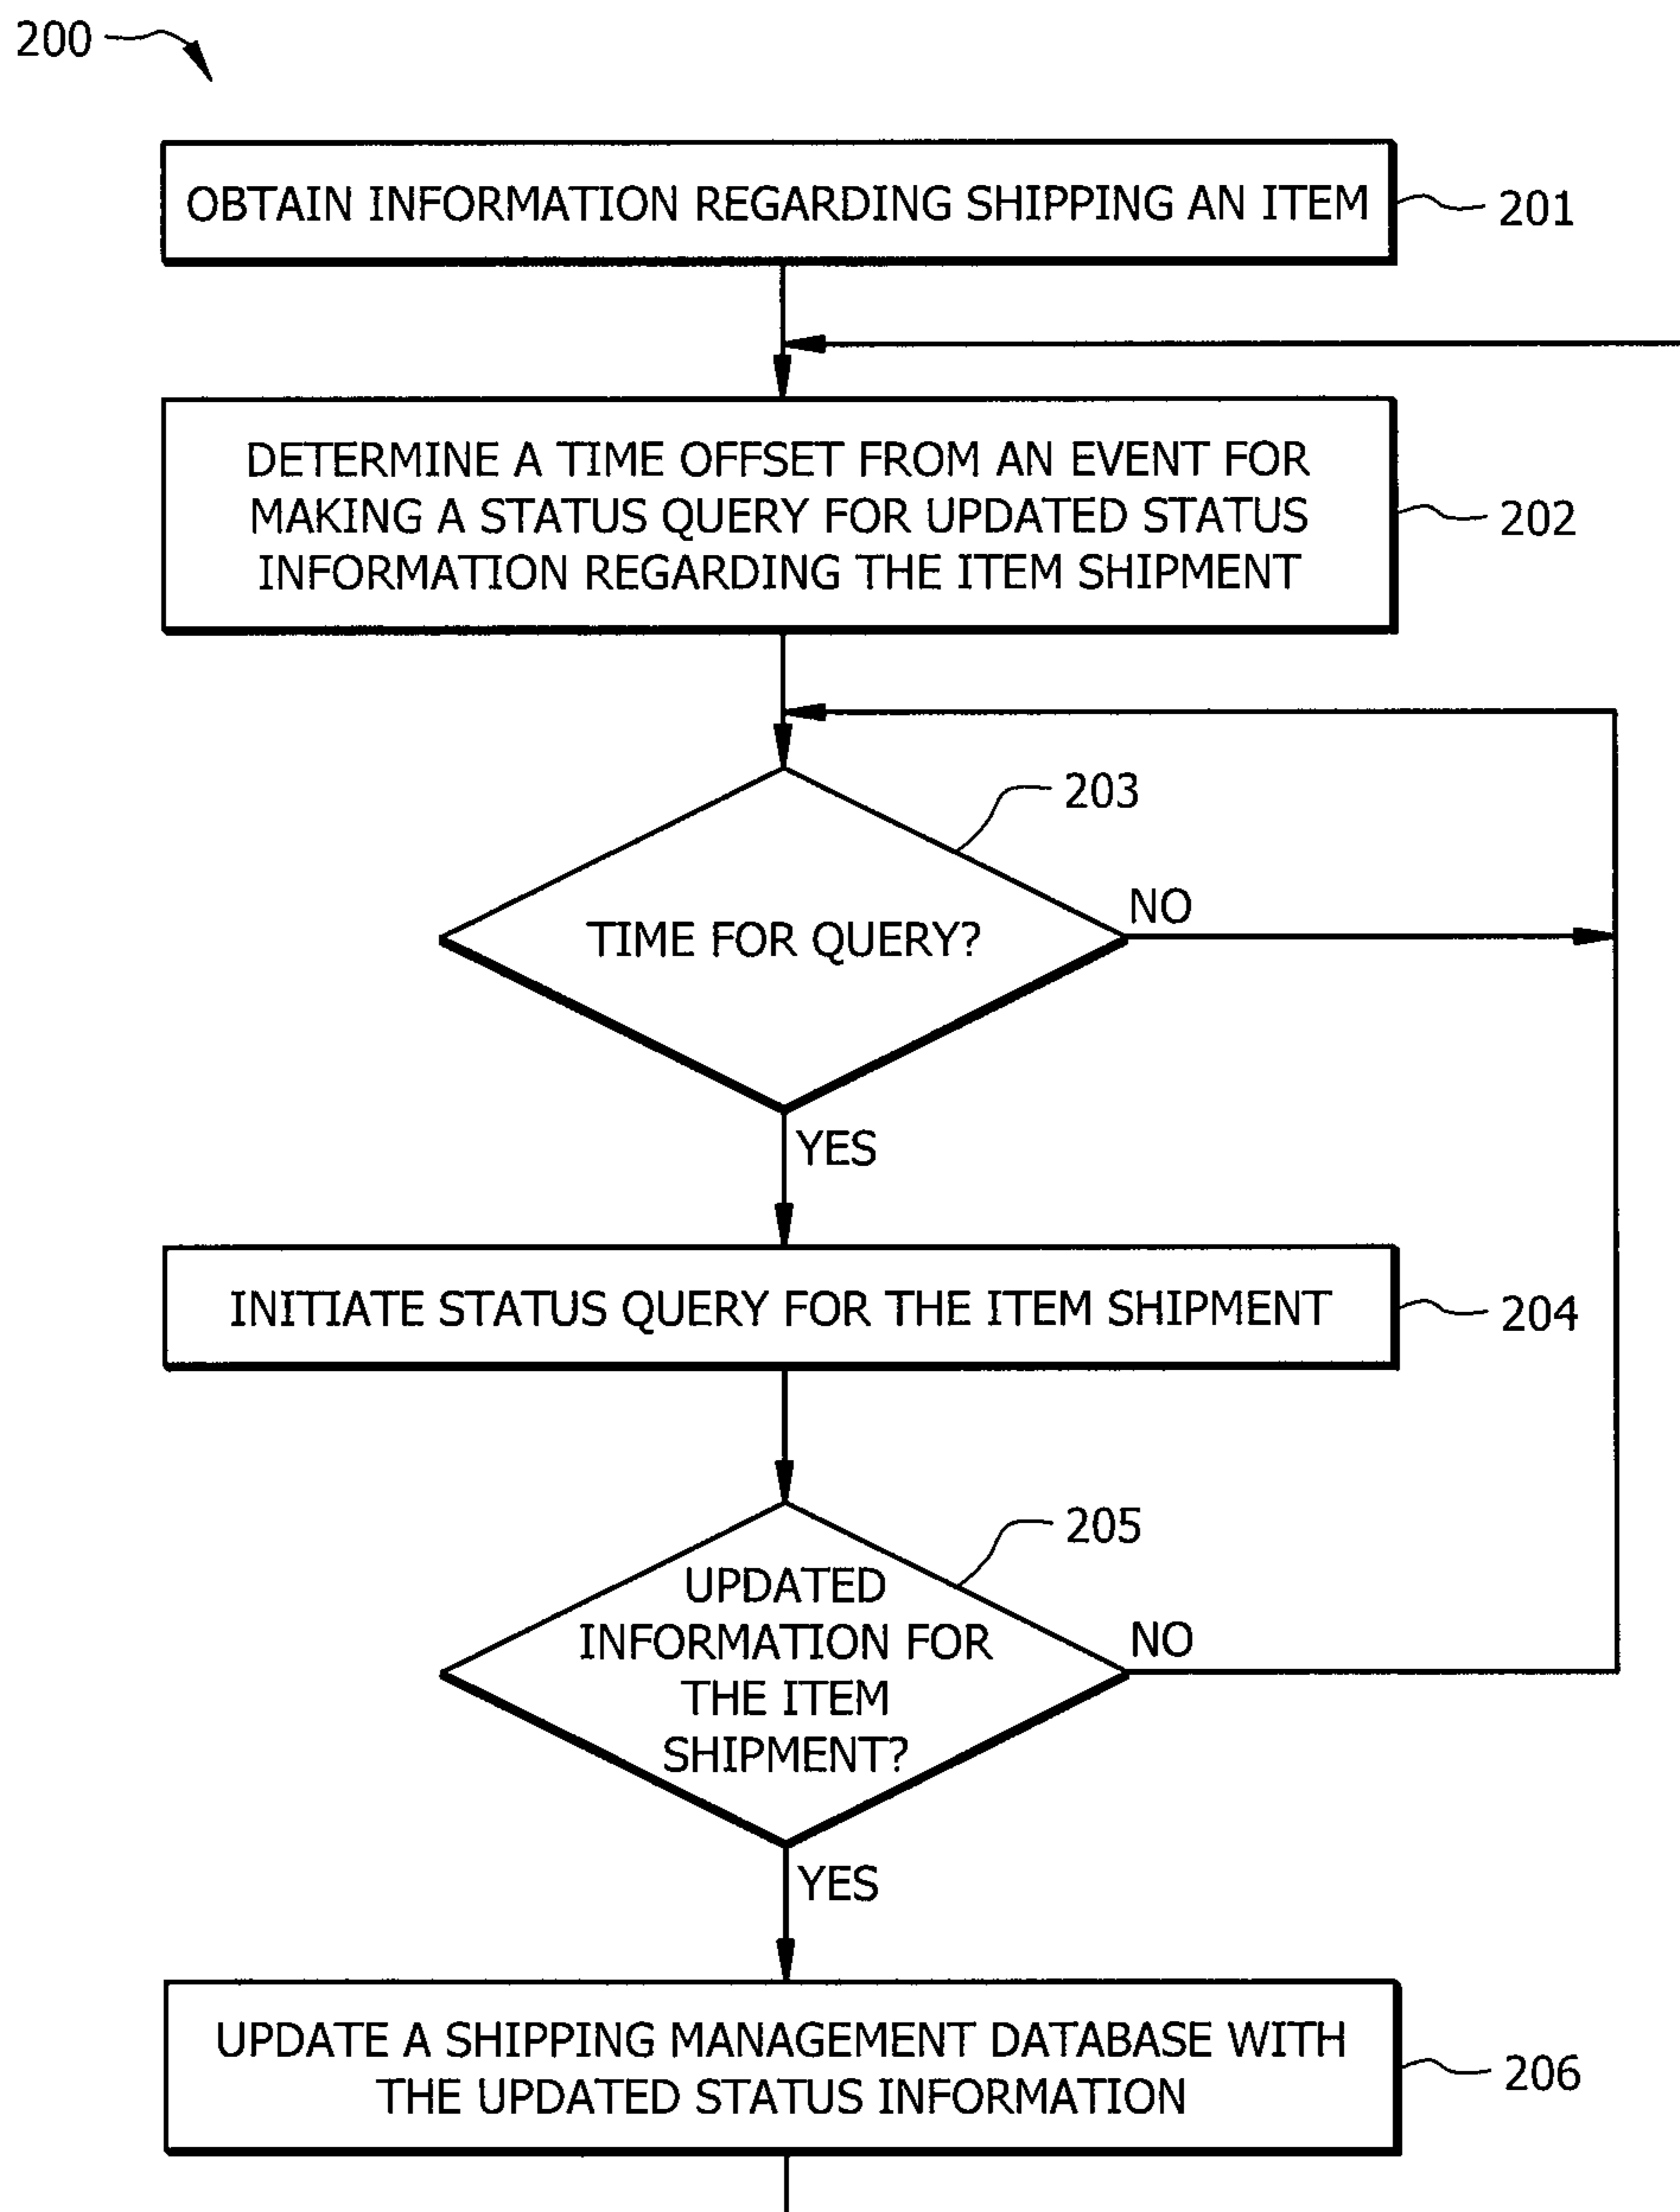 200
OBTAIN INFORMATION REGARDING SHIPPING AN ITEM
201
DETERMINE A TIME OFFSET FROM AN EVENT FOR
MAKING A STATUS QUERY FOR UPDATED STATUS
INFORMATION REGARDING THE ITEM SHIPMENT
202
203
TIME FOR QUERY?
NO
YES
INITIATE STATUS QUERY FOR THE ITEM SHIPMENT
204
205
UPDATED
INFORMATION FOR
THE ITEM
SHIPMENT?
NO
YES
UPDATE A SHIPPING MANAGEMENT DATABASE WITH
THE UPDATED STATUS INFORMATION
206